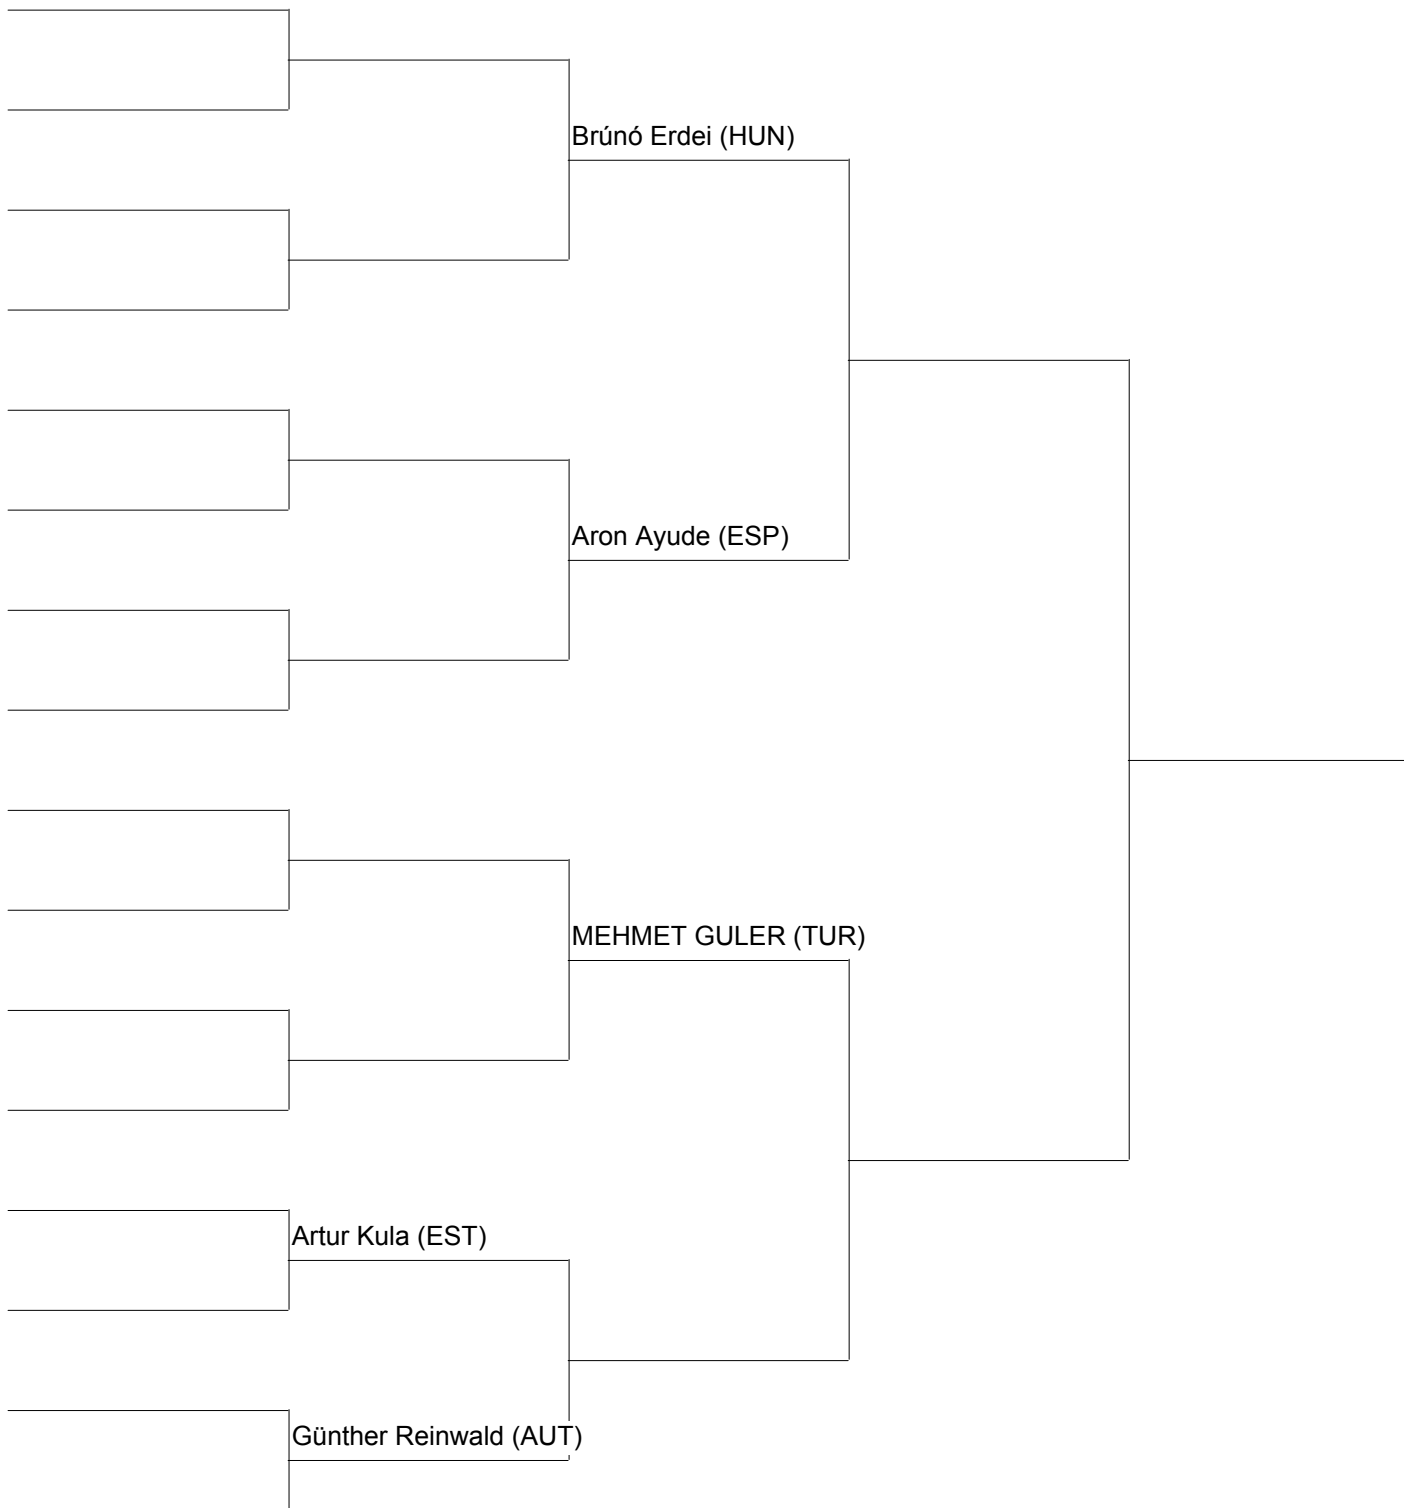 Brúnó Erdei (HUN)
Aron Ayude (ESP)
MEHMET GULER (TUR)
Artur Kula (EST)
Günther Reinwald (AUT)